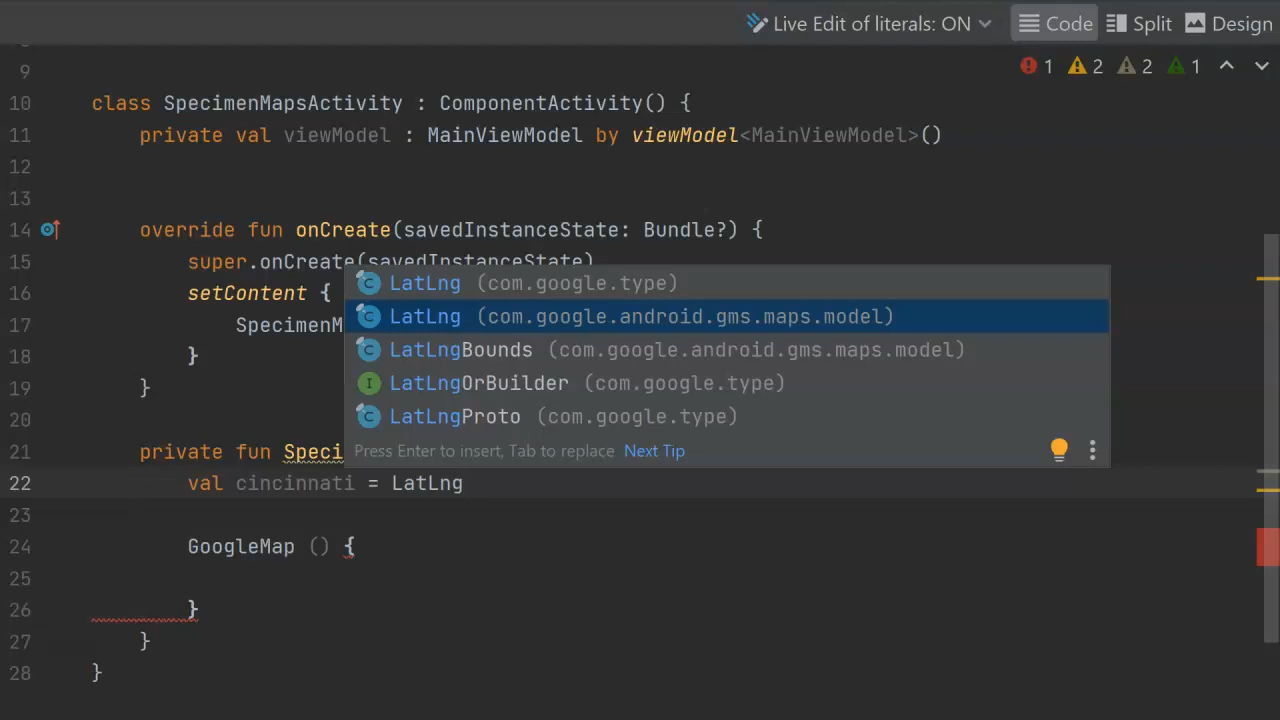 Live Edit of literals: ON
Code
Split
Design
1 2 2 1
9
10 class SpecimenMapsActivity : ComponentActivity() {
11 private val viewModel : MainViewModel by viewModel<MainViewModel>()
12
13
14 override fun onCreate(savedInstanceState: Bundle?) {
15 super.onCreate(savedInstanceState)
16 setContent {
17 SpecimenM
18 }
19 }
20
21 private fun Speci
22 val cincinnati = LatLng
23
24 GoogleMap () {
25
26 }
27 }
28 }
LatLng (com.google.type)
LatLng (com.google.android.gms.maps.model)
LatLngBounds (com.google.android.gms.maps.model)
LatLngOrBuilder (com.google.type)
LatLngProto (com.google.type)
Press Enter to insert, Tab to replace Next Tip